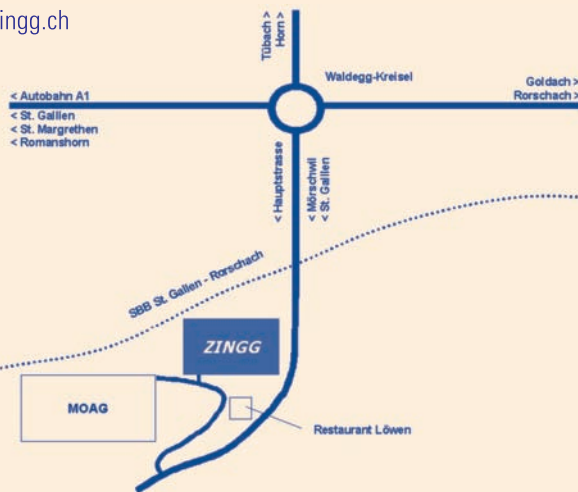 ingg.ch
Tübach >
Horn >
Waldegg-Kreisel
Goldach >
Rorschach >
< Autobahn A1
< St. Gallen
< St. Margrethen
< Romanshorn
< Hauptstrasse
< Mörschwil
< St. Gallen
SBB St. Gallen - Rorschach
ZINGG
MOAG
Restaurant Löwen